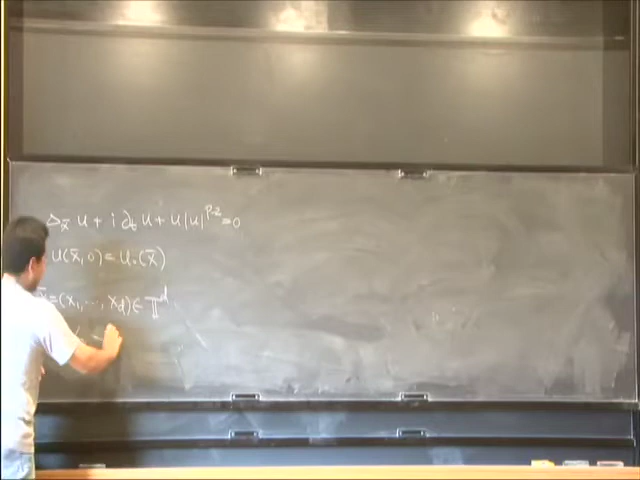 Δ_x̄ u + i ∂_t u + u|u|^{p-2} = 0
u(x̄,0) = u₀(x̄)
x̄ = (x₁, ..., x_d) ∈ 𝕋^d